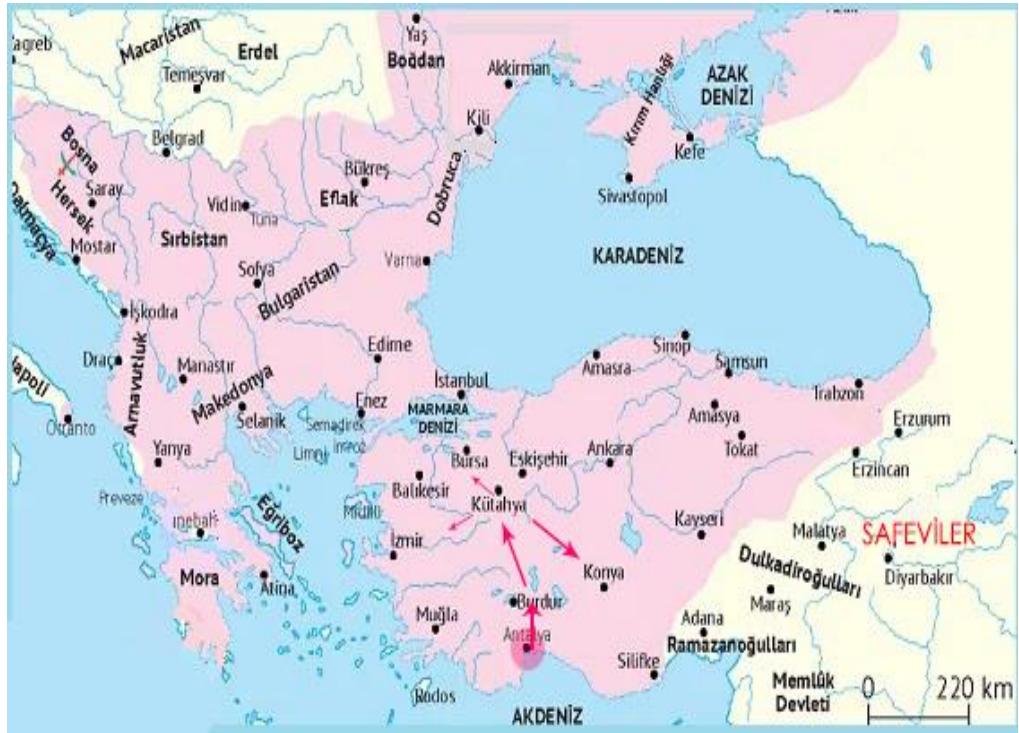 Yaş
Macaristan
Erdel
Boğdan
Temeşvar
Akkirman
AZAK
DENİZİ
Kırım Hanlığı
Kili
Belgrad
Bosna
Kefe
Bükreş
Saray
Hersek
Eflak
Dobruca
Sivastopol
Vidin
Tuna
Dalmaçya
Sırbistan
Mostar
KARADENİZ
Varna
Sofya
Bulgaristan
İşkodra
Sinop
Edirne
Amasra
Samsun
Draç
Manastır
Arnavutluk
Makedonya
İstanbul
Trabzon
Enez
MARMARA
DENİZİ
Selanik
Semadirek
Amasya
Erzurum
Otranto
Tokat
Yanya
Limni
Bursa
Eskişehir
Ankara
Erzincan
Balıkesir
Kütahya
Preveze
Eğriboz
Midilli
Kayseri
Malatya
SAFEVİLER
İzmir
Diyarbakır
Mora
Atina
Konya
Dulkadiroğulları
Burdur
Maraş
Muğla
Adana
Antalya
Ramazanoğulları
Silifke
Rodos
Memlûk
Devleti
0 220 km
AKDENİZ